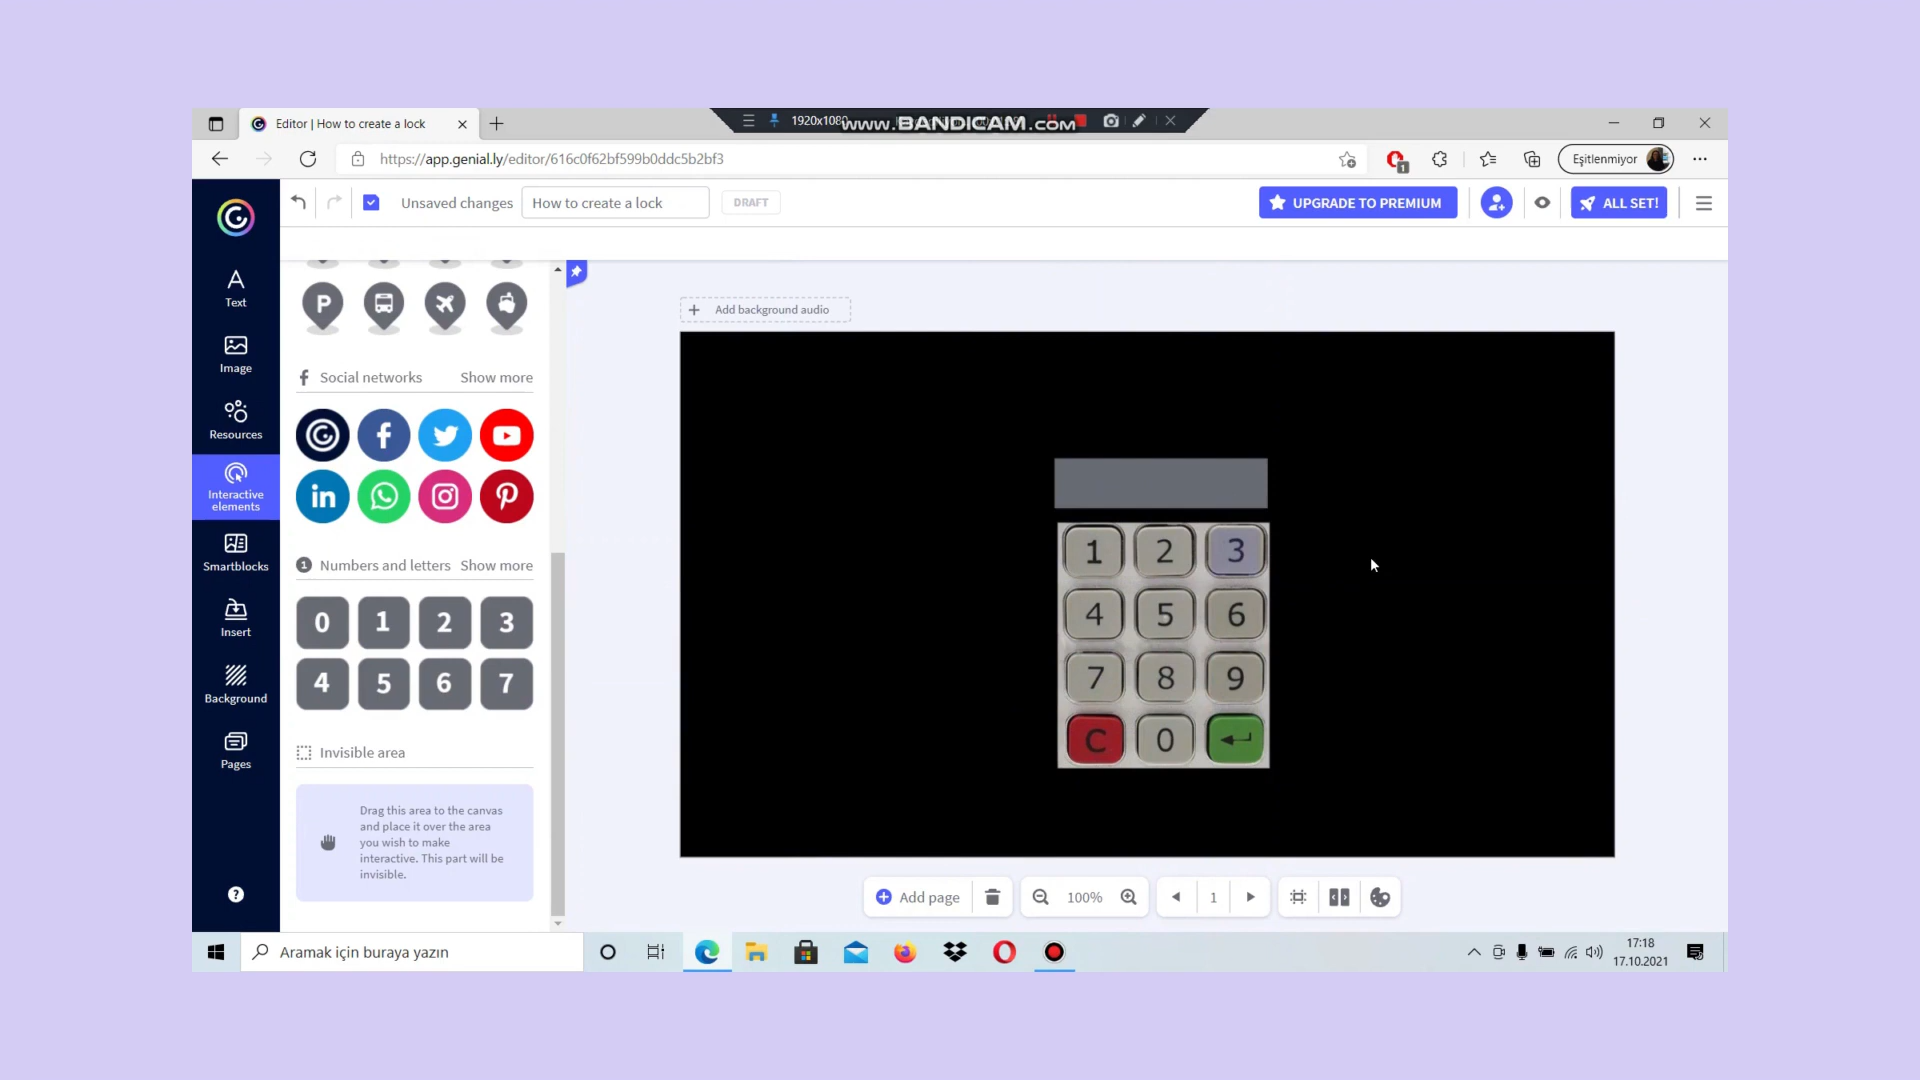 Editor | How to create a lock
1920x1080
www.BANDICAM.com
https://app.genial.ly/editor/616c0f62bf599b0ddc5b2bf3
1
Eşitlenmiyor
Unsaved changes
How to create a lock
DRAFT
UPGRADE TO PREMIUM
ALL SET!
Text
Image
Resources
Interactive
elements
Smartblocks
Insert
Background
Pages
?
P
Social networks
Show more
Numbers and letters
Show more
0 1 2 3
4 5 6 7
Invisible area
Drag this area to the canvas
and place it over the area
you wish to make
interactive. This part will be
invisible.
Add background audio
1 2 3
4 5 6
7 8 9
C 0
Add page
100%
1
Aramak için buraya yazın
17:18
17.10.2021